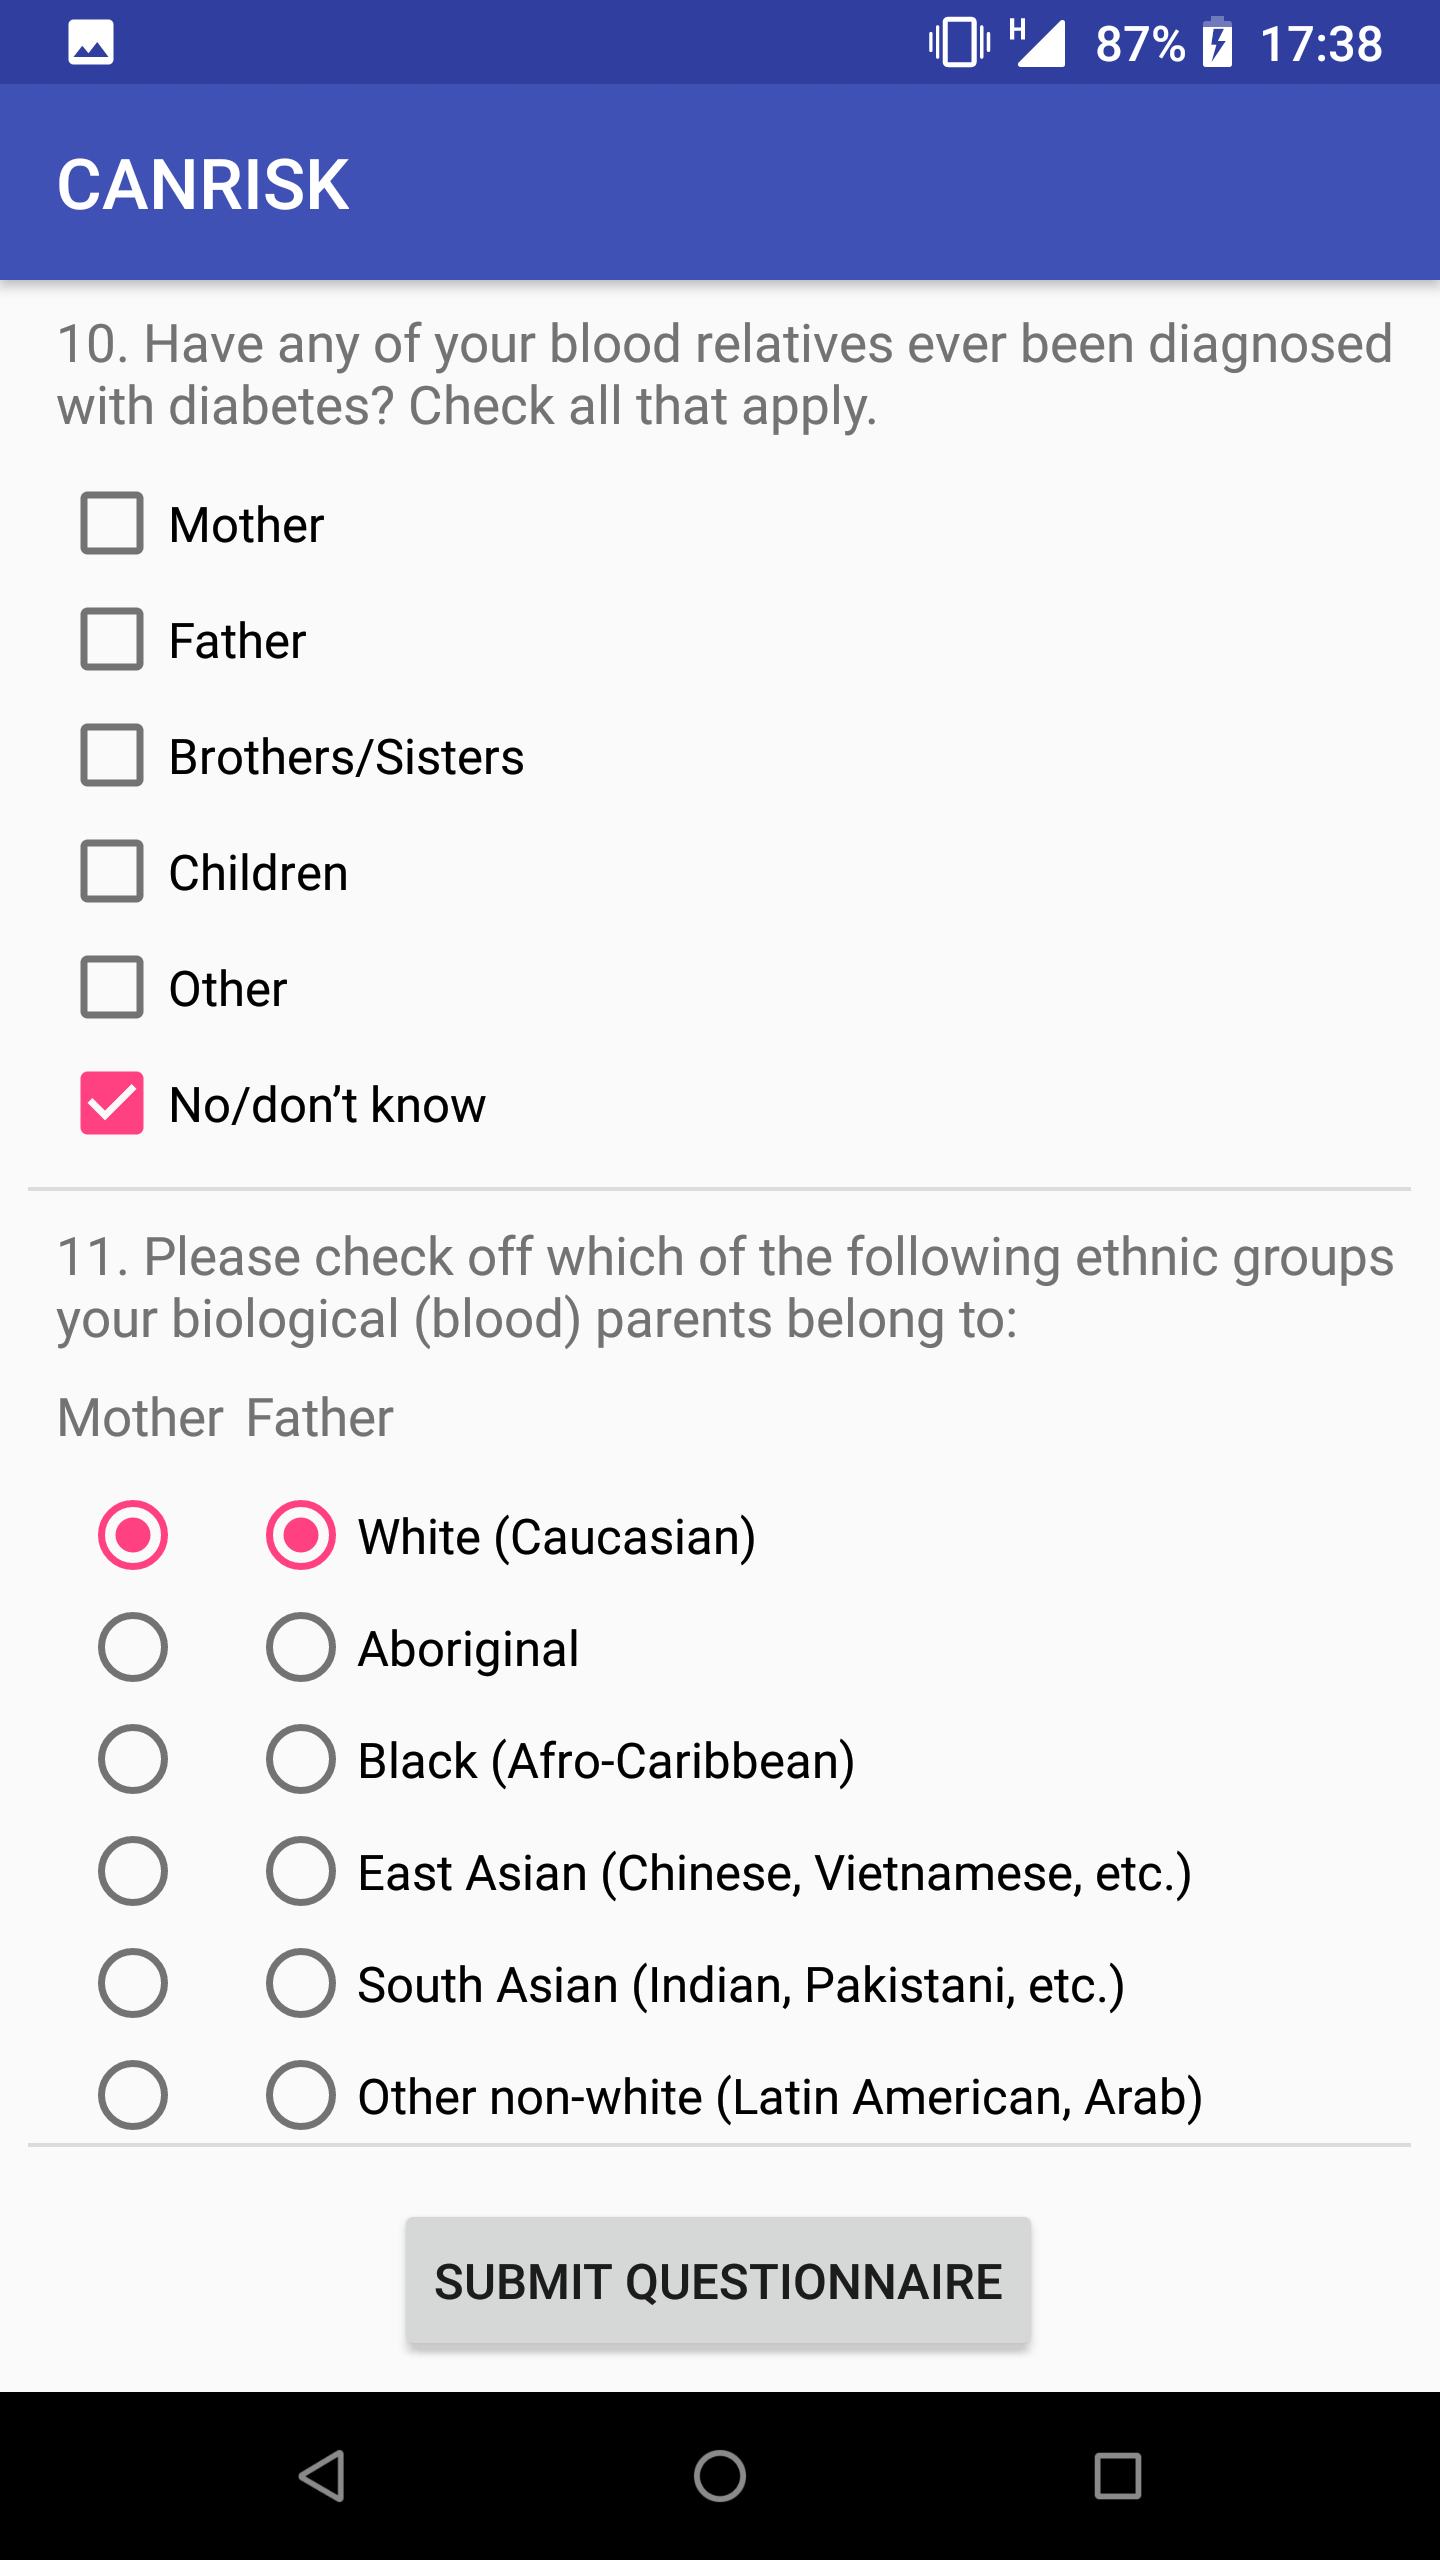 H 87% 17:38
CANRISK
10. Have any of your blood relatives ever been diagnosed
with diabetes? Check all that apply.
Mother
Father
Brothers/Sisters
Children
Other
No/don’t know
11. Please check off which of the following ethnic groups
your biological (blood) parents belong to:
Mother Father
White (Caucasian)
Aboriginal
Black (Afro-Caribbean)
East Asian (Chinese, Vietnamese, etc.)
South Asian (Indian, Pakistani, etc.)
Other non-white (Latin American, Arab)
SUBMIT QUESTIONNAIRE